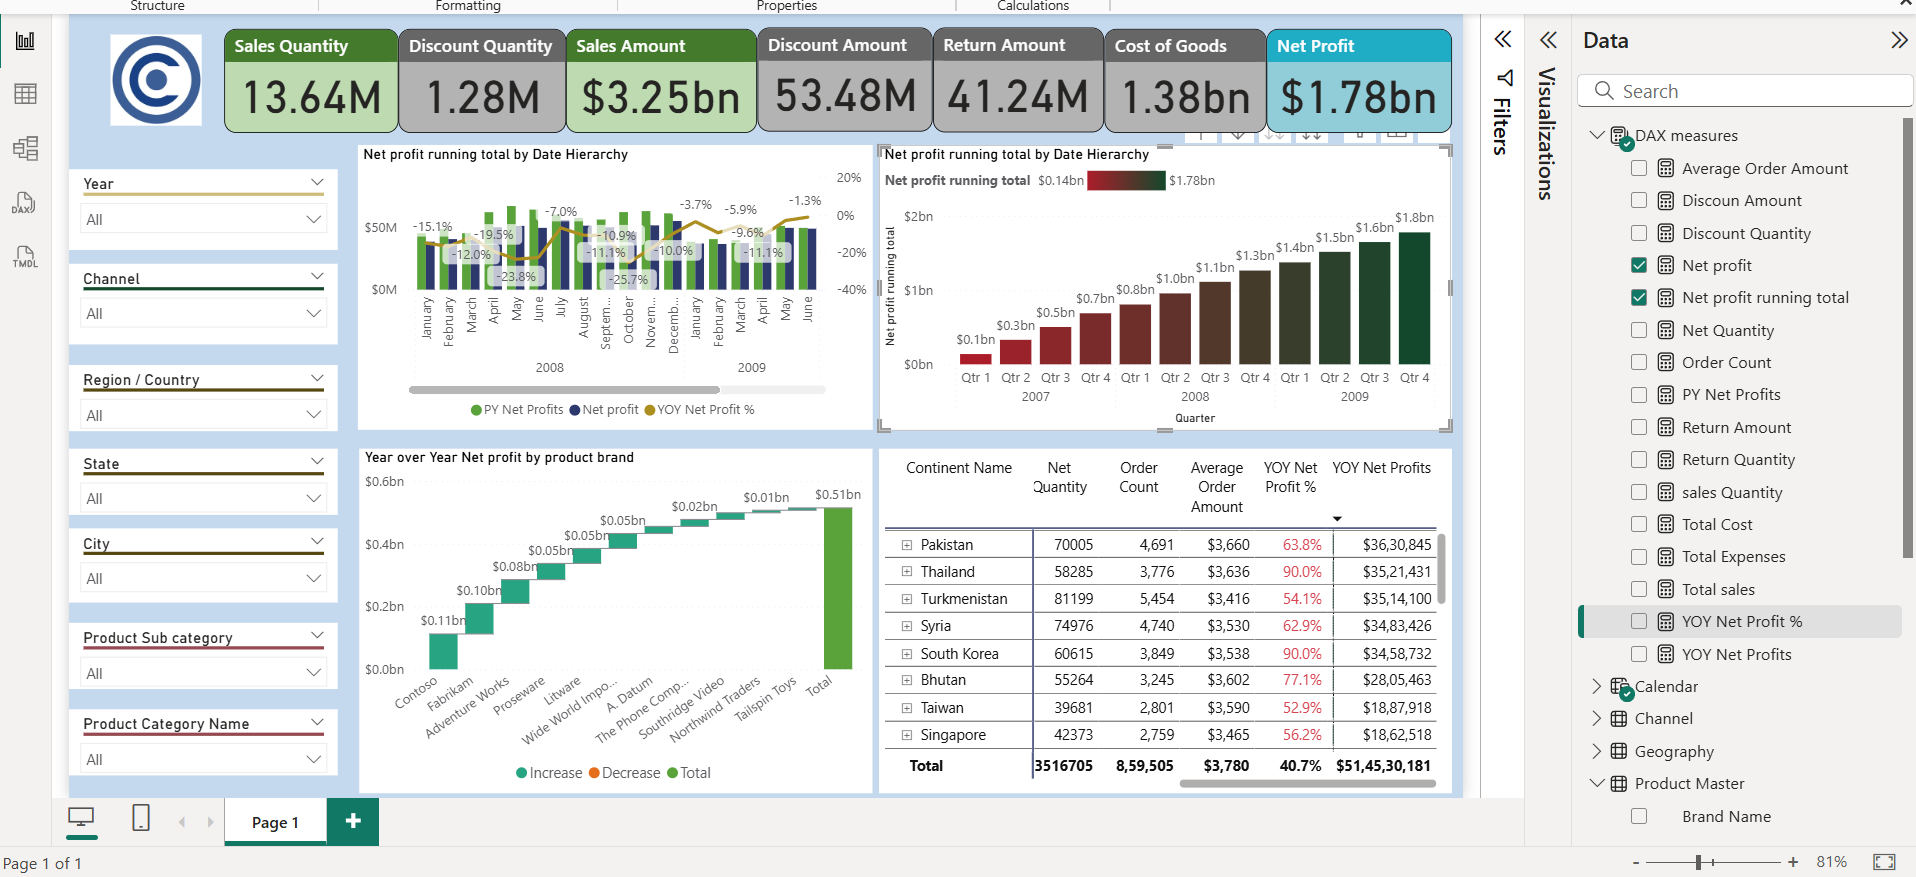 Structure
Formatting
Properties
Calculations
Sales Quantity
13.64M
Discount Quantity
1.28M
Sales Amount
$3.25bn
Discount Amount
53.48M
Return Amount
41.24M
Cost of Goods
1.38bn
Net Profit
$1.78bn
Year
All
Channel
All
Region / Country
All
State
All
City
All
Product Sub category
All
Product Category Name
All
Net profit running total by Date Hierarchy
$50M
$0M
20%
0%
-20%
-40%
-15.1%
-12.0%
-19.5%
-23.8%
-7.0%
-11.1%
-10.9%
-25.7%
-10.0%
-3.7%
-5.9%
-9.6%
-11.1%
-1.3%
January
February
March
April
May
June
July
August
Septem...
October
Novem...
Decemb...
January
February
March
April
May
June
2008
2009
PY Net Profits
Net profit
YOY Net Profit %
Net profit running total by Date Hierarchy
Net profit running total $0.14bn $1.78bn
Net profit running total
$2bn
$1bn
$0bn
$0.1bn
$0.3bn
$0.5bn
$0.7bn
$0.8bn
$1.0bn
$1.1bn
$1.3bn
$1.4bn
$1.5bn
$1.6bn
$1.8bn
Qtr 1 Qtr 2 Qtr 3 Qtr 4 Qtr 1 Qtr 2 Qtr 3 Qtr 4 Qtr 1 Qtr 2 Qtr 3 Qtr 4
2007 2008 2009
Quarter
Year over Year Net profit by product brand
$0.6bn
$0.4bn
$0.2bn
$0.0bn
$0.11bn
$0.10bn
$0.08bn
$0.05bn
$0.05bn
$0.05bn
$0.02bn
$0.01bn
$0.51bn
Contoso
Fabrikam
Adventure Works
Proseware
Litware
Wide World Impo...
A. Datum
The Phone Comp...
Southridge Video
Northwind Traders
Tailspin Toys
Total
Increase
Decrease
Total
Continent Name
Net Quantity
Order Count
Average Order Amount
YOY Net Profit %
YOY Net Profits
Pakistan 70005 4,691 $3,660 63.8% $36,30,845
Thailand 58285 3,776 $3,636 90.0% $35,21,431
Turkmenistan 81199 5,454 $3,416 54.1% $35,14,100
Syria 74976 4,740 $3,530 62.9% $34,83,426
South Korea 60615 3,849 $3,538 90.0% $34,58,732
Bhutan 55264 3,245 $3,602 77.1% $28,05,463
Taiwan 39681 2,801 $3,590 52.9% $18,87,918
Singapore 42373 2,759 $3,465 56.2% $18,62,518
Total 3516705 8,59,505 $3,780 40.7% $51,45,30,181
Filters
Visualizations
Data
Search
DAX measures
Average Order Amount
Discoun Amount
Discount Quantity
Net profit
Net profit running total
Net Quantity
Order Count
PY Net Profits
Return Amount
Return Quantity
sales Quantity
Total Cost
Total Expenses
Total sales
YOY Net Profit %
YOY Net Profits
Calendar
Channel
Geography
Product Master
Brand Name
DAX
TMDL
Page 1
Page 1 of 1
- + 81%